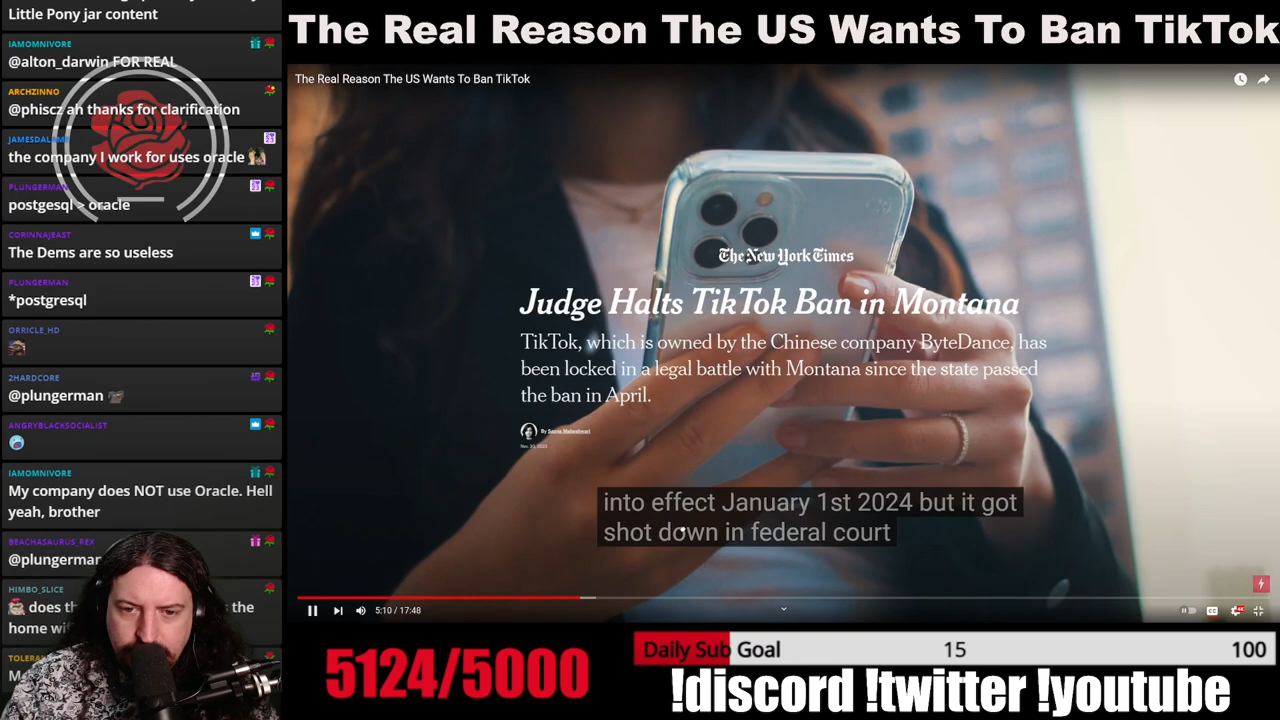 Little Pony jar content
IAMOMNIVORE
@alton_darwin FOR REAL
ARCHZINNO
@phiscz ah thanks for clarification
the company I work for uses oracle
PLUNGERMAN
postgesql > oracle
CORINNAJEAST
The Dems are so useless
PLUNGERMAN
*postgresql
ORRICLE_HD
2HARDCORE
@plungerman
ANGRYBLACKSOCIALIST
IAMOMNIVORE
My company does NOT use Oracle. Hell
yeah, brother
BEACHASAURUS_REX
@plungerman
HIMBO_SLICE
does the
home
The Real Reason The US Wants To Ban TikTok
The Real Reason The US Wants To Ban TikTok
The New York Times
Judge Halts TikTok Ban in Montana
TikTok, which is owned by the Chinese company ByteDance, has
been locked in a legal battle with Montana since the state passed
the ban in April.
into effect January 1st 2024 but it got
shot down in federal court
5:10 / 17:48
5124/5000
Daily Sub Goal 15 100
!discord !twitter !youtube